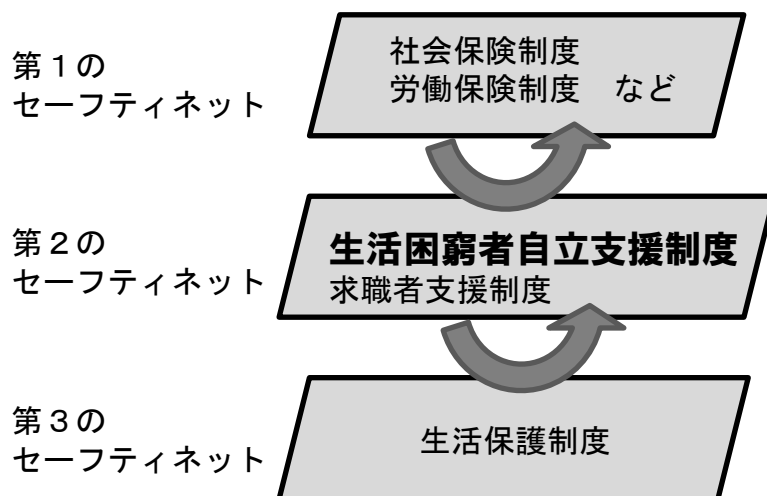 第１の
セーフティネット
社会保険制度
労働保険制度　など
第２の
セーフティネット
生活困窮者自立支援制度
求職者支援制度
第３の
セーフティネット
生活保護制度